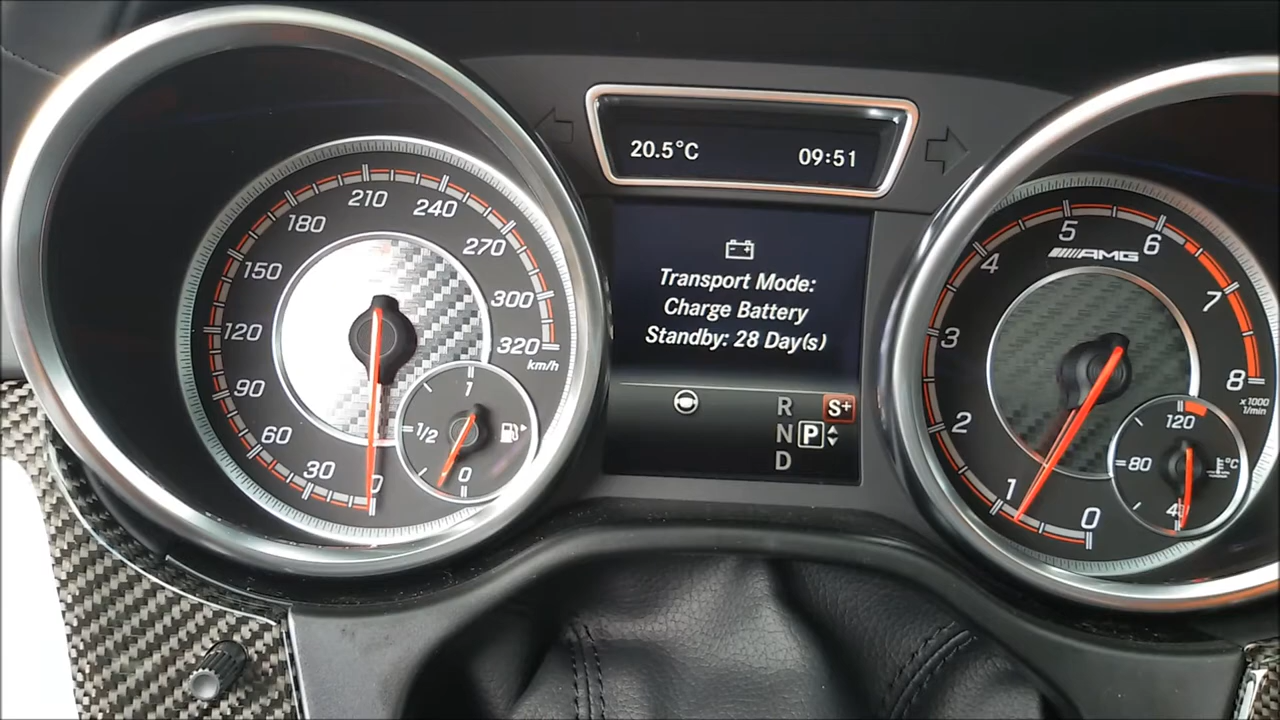 20.5°C 09:51
Transport Mode:
Charge Battery
Standby: 28 Day(s)
R S+
N P
D
0
30
60
90
120
150
180
210
240
270
300
320
km/h
1
1/2
0
0
1
2
3
4
5
6
7
8
AMG
x1000
1/min
120
80
°C